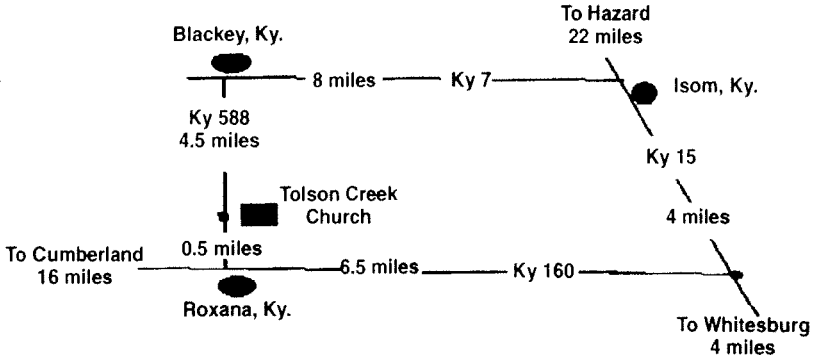 To Hazard
22 miles
Blackey, Ky.
8 miles
Ky 7
Isom, Ky.
Ky 588
4.5 miles
Ky 15
Tolson Creek
Church
4 miles
To Cumberland
16 miles
0.5 miles
6.5 miles
Ky 160
Roxana, Ky.
To Whitesburg
4 miles